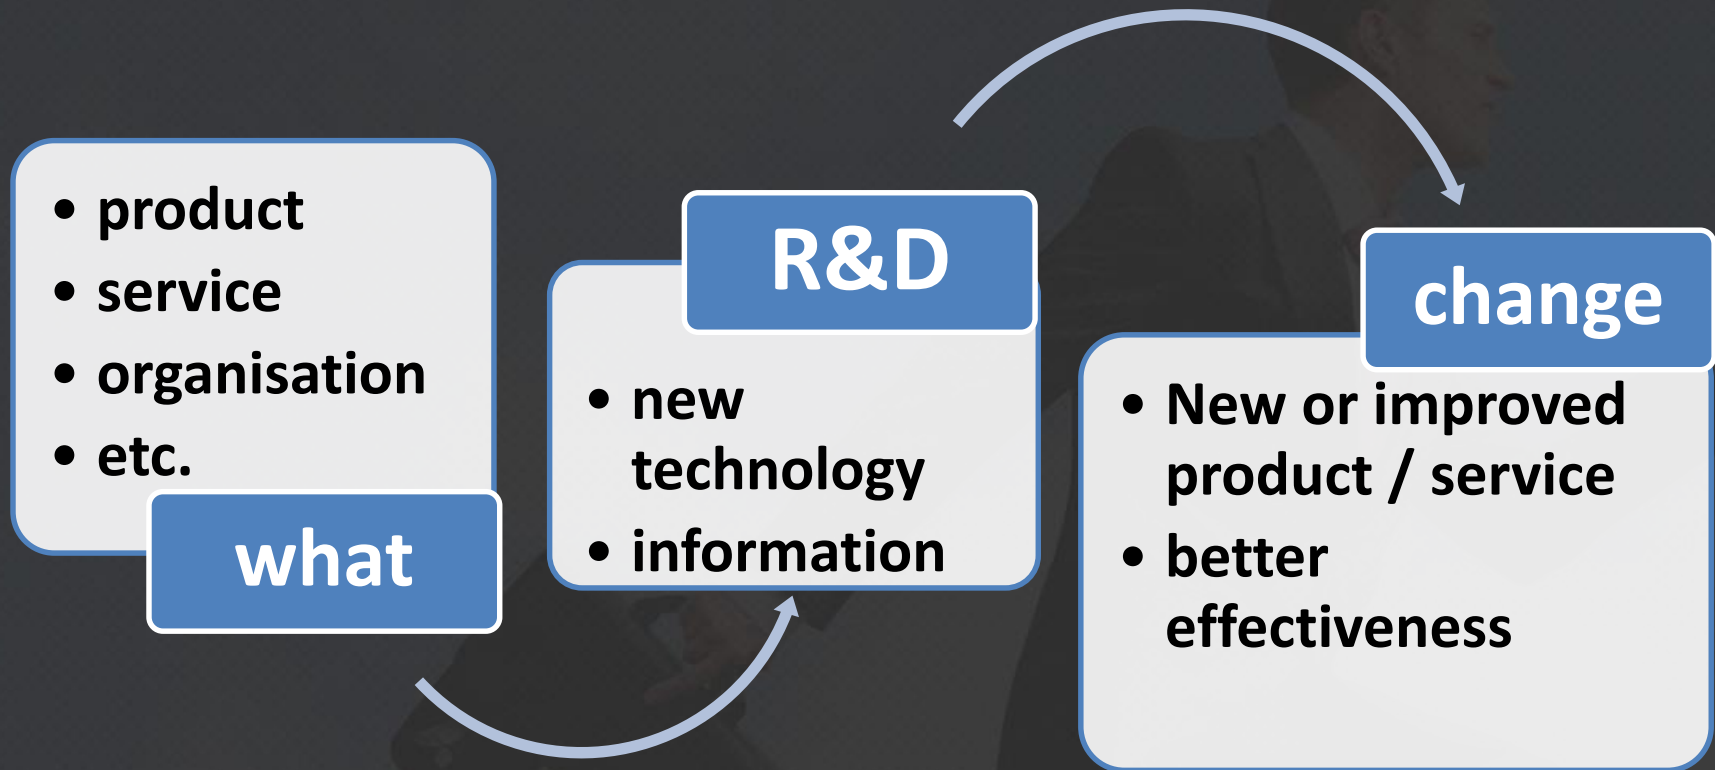 • product
• service
• organisation
• etc.
what
R&D
• new
technology
• information
change
• New or improved
product / service
• better
effectiveness